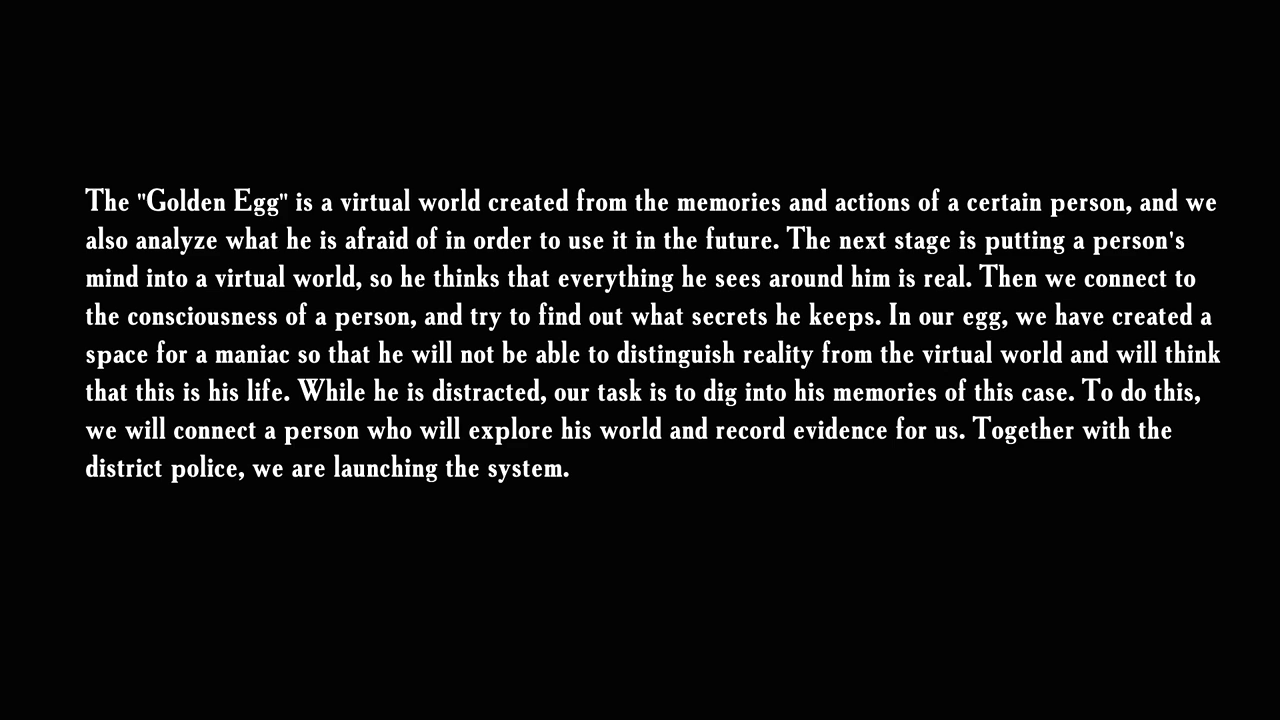 The "Golden Egg" is a virtual world created from the memories and actions of a certain person, and we
also analyze what he is afraid of in order to use it in the future. The next stage is putting a person's
mind into a virtual world, so he thinks that everything he sees around him is real. Then we connect to
the consciousness of a person, and try to find out what secrets he keeps. In our egg, we have created a
space for a maniac so that he will not be able to distinguish reality from the virtual world and will think
that this is his life. While he is distracted, our task is to dig into his memories of this case. To do this,
we will connect a person who will explore his world and record evidence for us. Together with the
district police, we are launching the system.